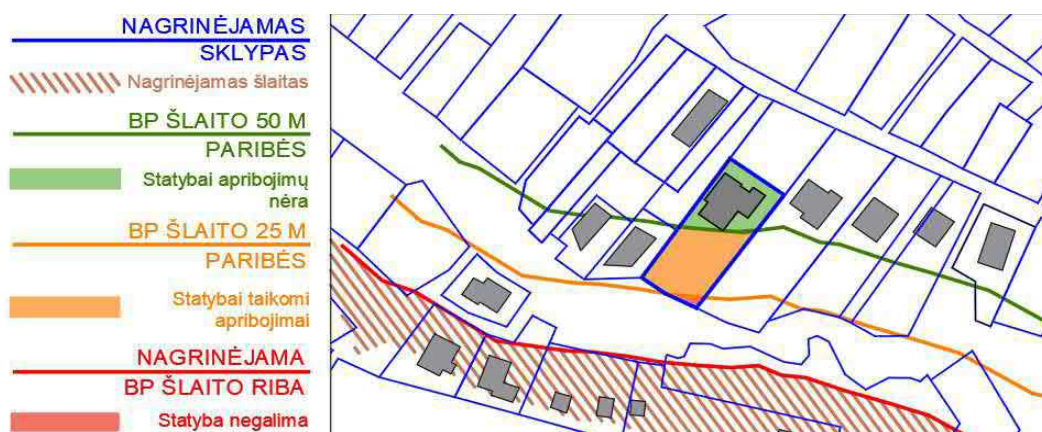 NAGRINĖJAMAS
SKLYPAS
Nagrinėjamas šlaitas
BP ŠLAITO 50 M
PARIBĖS
Statybai apribojimų
nėra
BP ŠLAITO 25 M
PARIBĖS
Statybai taikomi
apribojimai
NAGRINĖJAMA
BP ŠLAITO RIBA
Statyba negalima